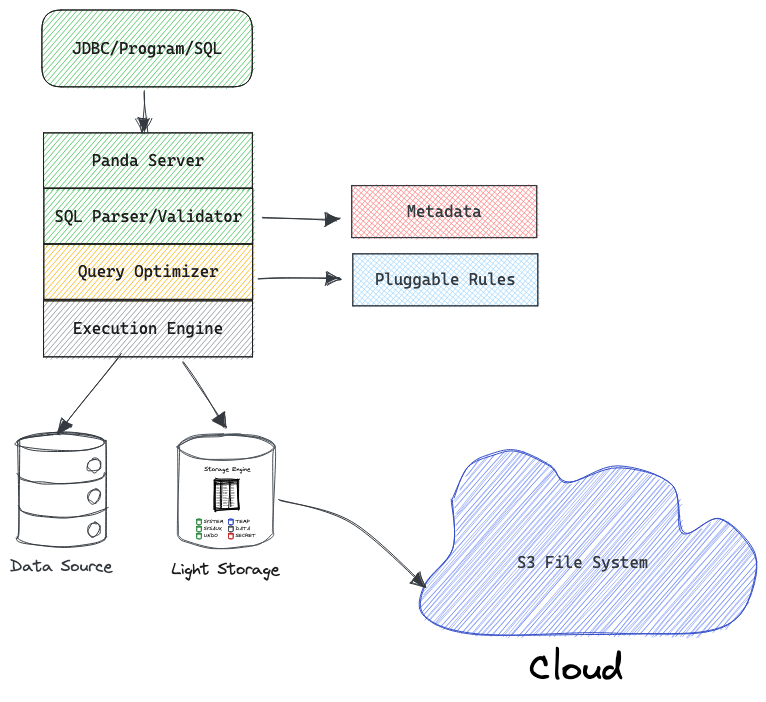 JDBC/Program/SQL
Panda Server
SQL Parser/Validator
Metadata
Query Optimizer
Pluggable Rules
Execution Engine
Storage Engine
SYSTEM TEMP
SYSAUX DATA
UNDO SECRET
Data Source
Light Storage
S3 File System
Cloud